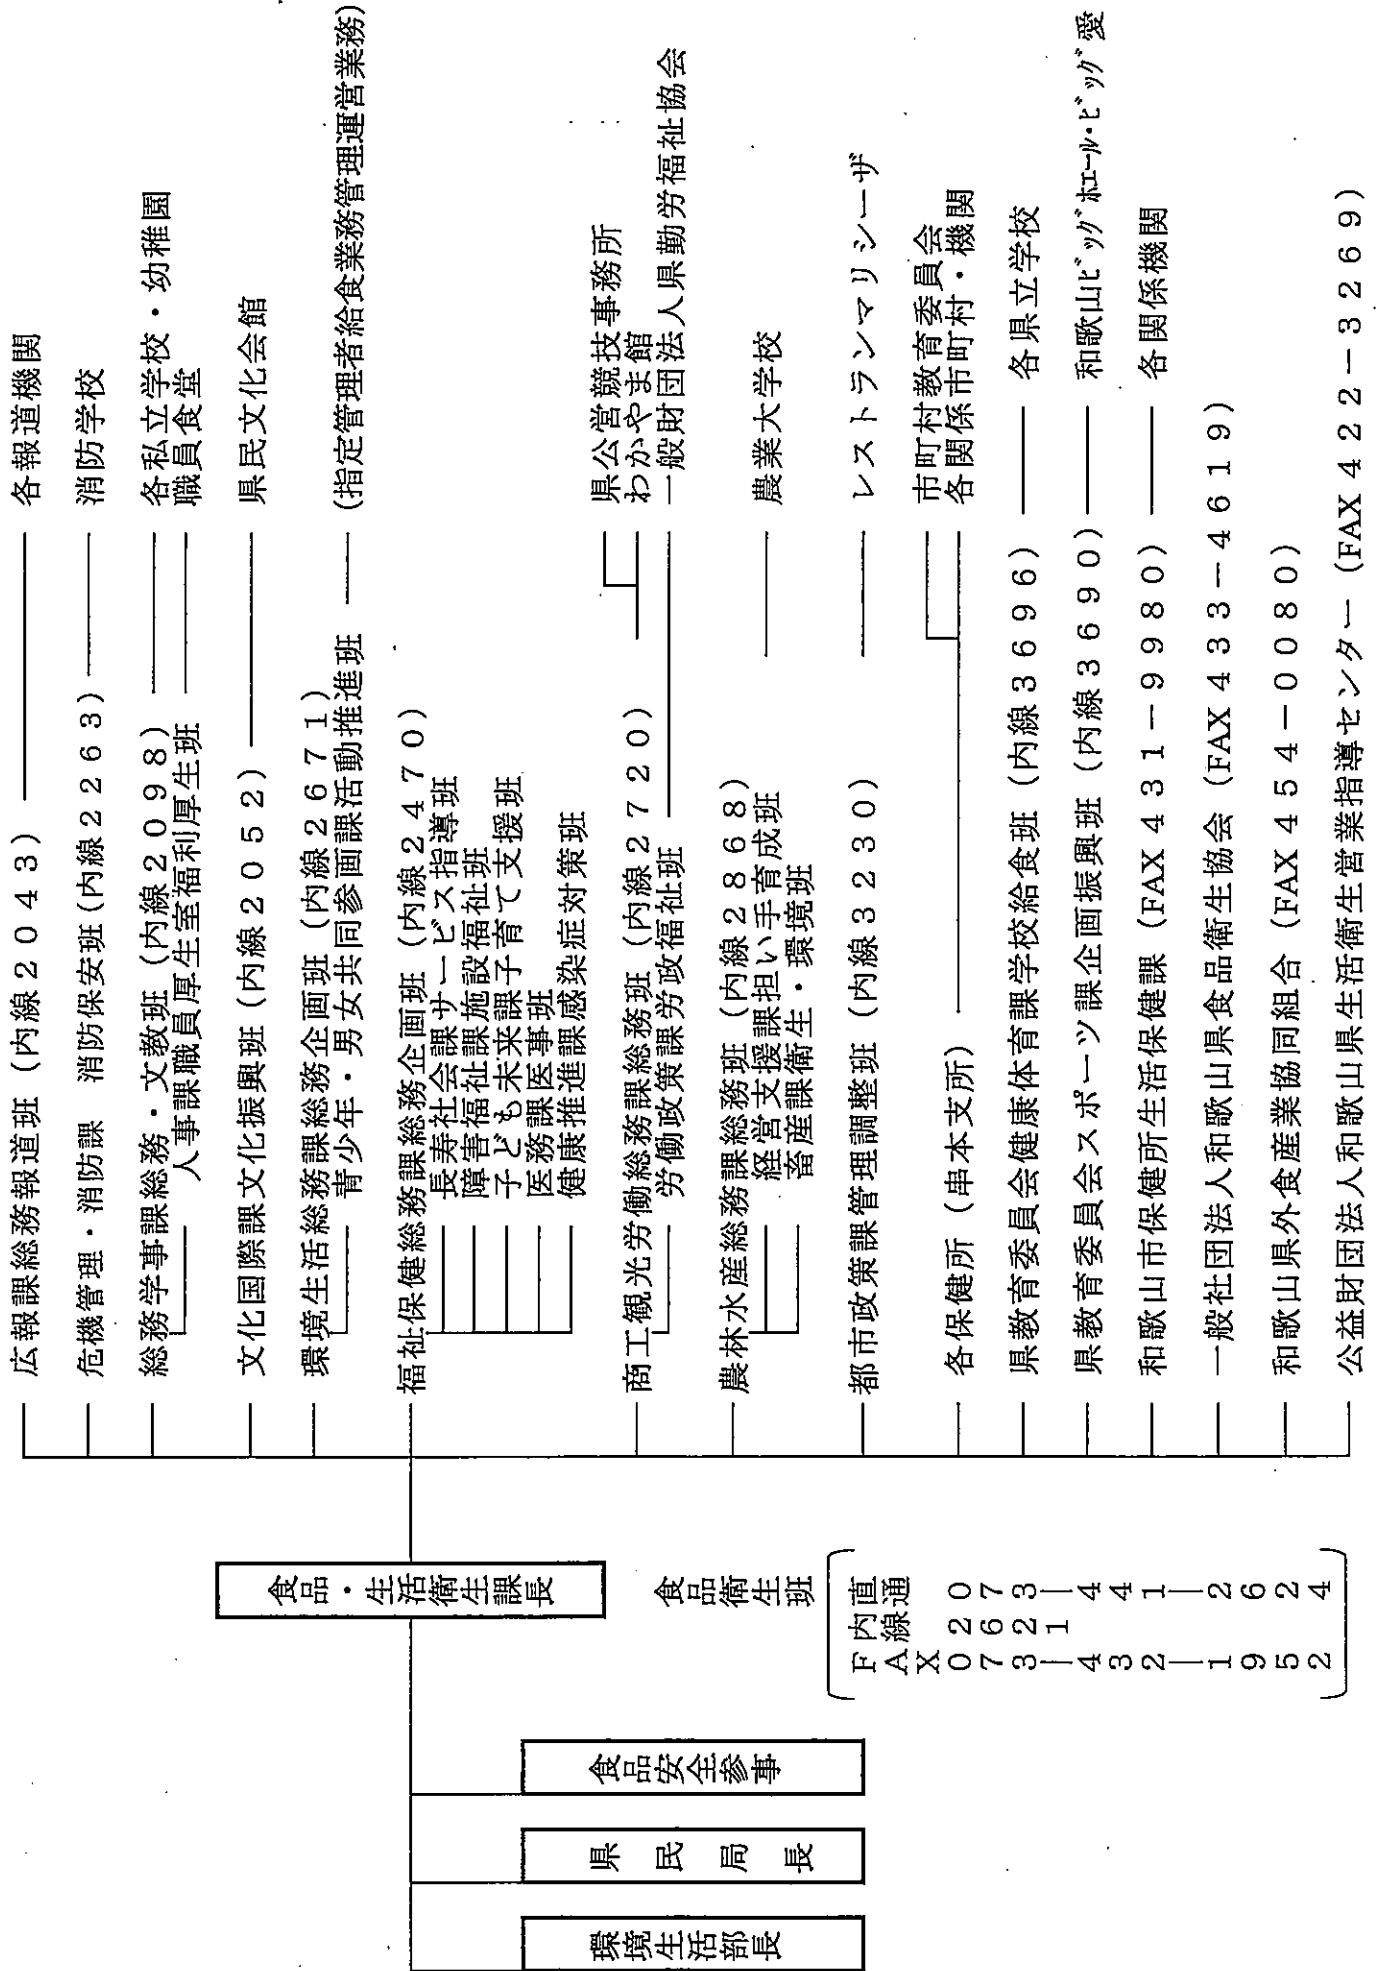 環境生活部長
県民局長
食品安全参事
食品・生活衛生課長
食品衛生班
直通 073-441-2624
内線 2621
FAX 073-432-1952
広報課総務報道班（内線2043） 各報道機関
危機管理・消防課 消防保安班（内線2263） 消防学校
総務学事課総務・文教班（内線2098） 各私立学校・幼稚園
人事課職員厚生室福利厚生班 職員食堂
文化国際課文化振興班（内線2052） 県民文化会館
環境生活総務課総務企画班（内線2671）
青少年・男女共同参画課活動推進班 (指定管理者給食業務管理運営業務)
福祉保健総務課総務企画班（内線2470）
長寿社会課サービス指導班
障害福祉課施設福祉班
子ども未来課子育て支援班
医務課医事班
健康推進課感染症対策班
商工観光労働総務課総務班（内線2720） 県公営競技事務所
わかやま館
労働政策課労政福祉班 一般財団法人県勤労福祉協会
農林水産総務課総務班（内線2868）
経営支援課担い手育成班 農業大学校
畜産課衛生・環境班
都市政策課管理調整班（内線3230） レストランマリシーザ
市町村教育委員会
各保健所（串本支所） 各関係市町村・機関
県教育委員会健康体育課学校給食班（内線3696） 各県立学校
県教育委員会スポーツ課企画振興班（内線3690） 和歌山ﾋﾞｯｸﾞﾎｴｰﾙ・ﾋﾞｯｸﾞ愛
和歌山市保健所生活保健課（FAX431-9980） 各関係機関
一般社団法人和歌山県食品衛生協会（FAX433-4619）
和歌山県外食産業協同組合（FAX454-0080）
公益財団法人和歌山県生活衛生営業指導センター（FAX422-3269）